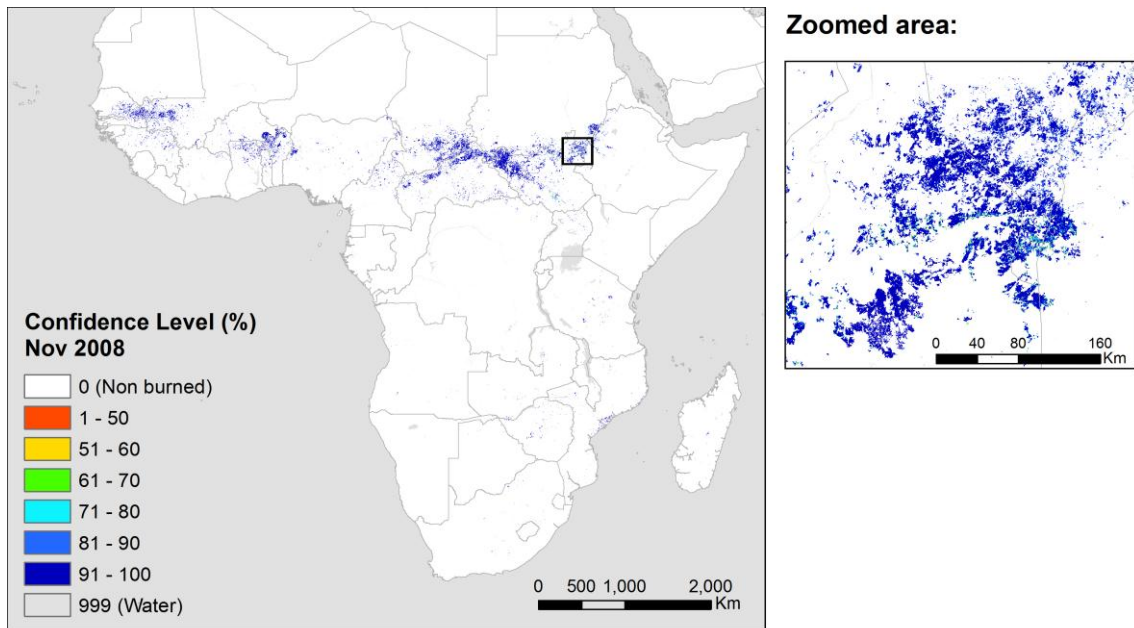 Zoomed area:
0 40 80 160
Km
Confidence Level (%)
Nov 2008
0 (Non burned)
1 - 50
51 - 60
61 - 70
71 - 80
81 - 90
91 - 100
999 (Water)
0 500 1,000 2,000
Km